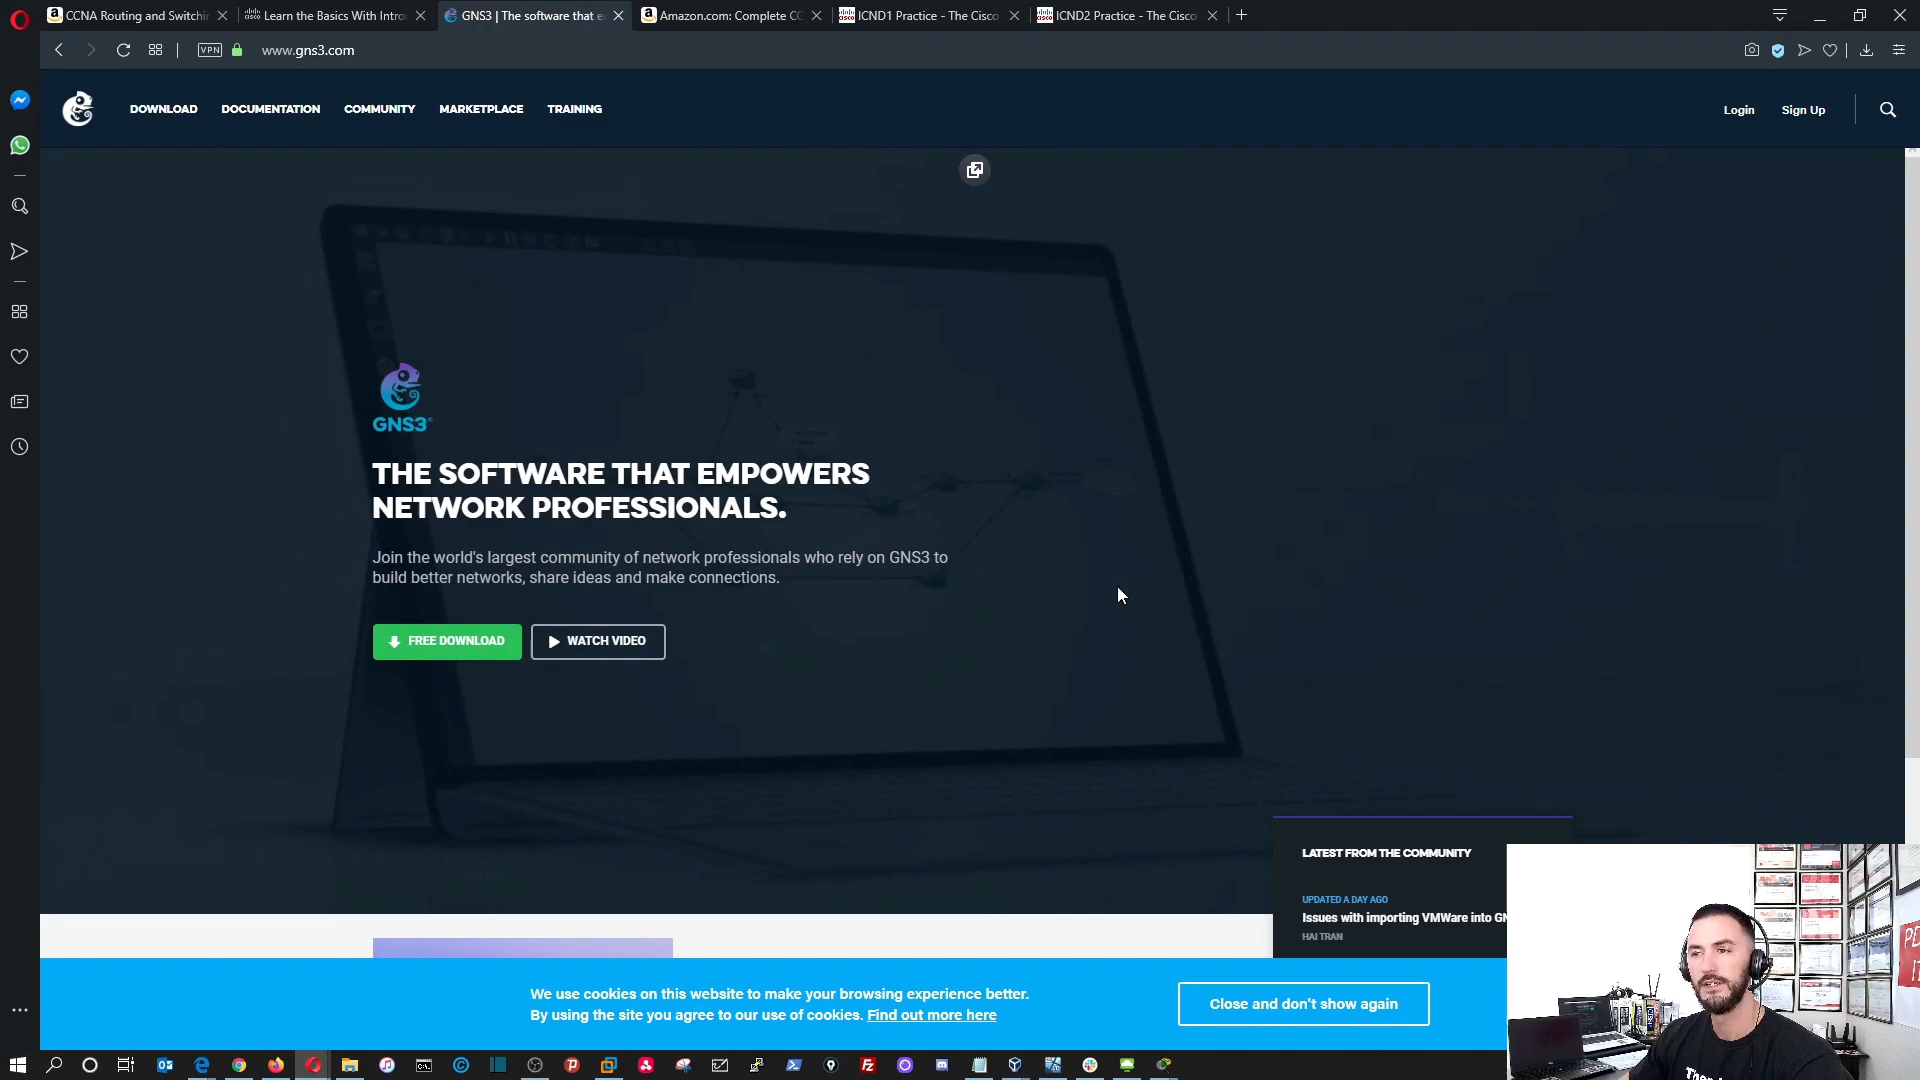 CCNA Routing and Switchi
Learn the Basics With Intro
GNS3 | The software that e
Amazon.com: Complete CC
ICND1 Practice - The Cisco
ICND2 Practice - The Cisco
VPN
www.gns3.com
DOWNLOAD
DOCUMENTATION
COMMUNITY
MARKETPLACE
TRAINING
Login
Sign Up
GNS3
THE SOFTWARE THAT EMPOWERS
NETWORK PROFESSIONALS.
Join the world's largest community of network professionals who rely on GNS3 to
build better networks, share ideas and make connections.
FREE DOWNLOAD
WATCH VIDEO
LATEST FROM THE COMMUNITY
UPDATED A DAY AGO
Issues with importing VMWare into GN
HAI TRAN
We use cookies on this website to make your browsing experience better.
By using the site you agree to our use of cookies. Find out more here
Close and don't show again